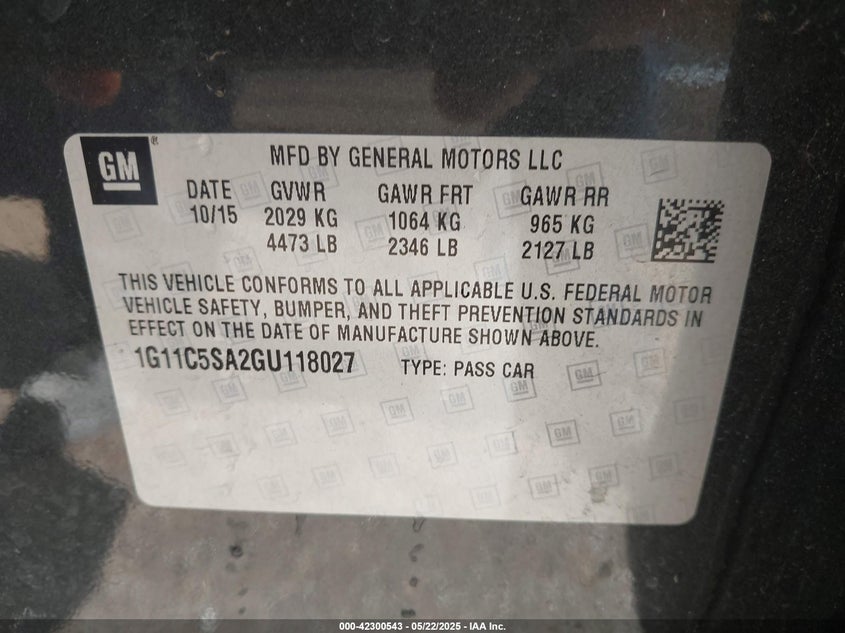 GM ®
MFD BY GENERAL MOTORS LLC
DATE GVWR GAWR FRT GAWR RR
10/15 2029 KG 1064 KG 965 KG
4473 LB 2346 LB 2127 LB
THIS VEHICLE CONFORMS TO ALL APPLICABLE U.S. FEDERAL MOTOR
VEHICLE SAFETY, BUMPER, AND THEFT PREVENTION STANDARDS IN
EFFECT ON THE DATE OF MANUFACTURE SHOWN ABOVE.
1G11C5SA2GU118027 TYPE: PASS CAR
000-42300543 - 05/22/2025 - IAA Inc.